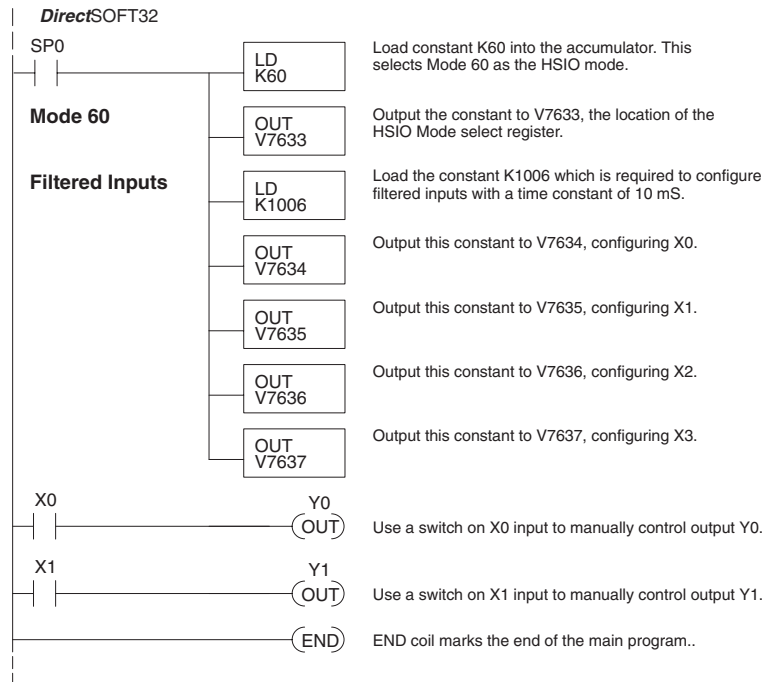 DirectSOFT32
SP0
LD
K60
Load constant K60 into the accumulator. This
selects Mode 60 as the HSIO mode.
Mode 60
OUT
V7633
Output the constant to V7633, the location of the
HSIO Mode select register.
Filtered Inputs
LD
K1006
Load the constant K1006 which is required to configure
filtered inputs with a time constant of 10 mS.
OUT
V7634
Output this constant to V7634, configuring X0.
OUT
V7635
Output this constant to V7635, configuring X1.
OUT
V7636
Output this constant to V7636, configuring X2.
OUT
V7637
Output this constant to V7637, configuring X3.
X0
Y0
OUT
Use a switch on X0 input to manually control output Y0.
X1
Y1
OUT
Use a switch on X1 input to manually control output Y1.
END
END coil marks the end of the main program..